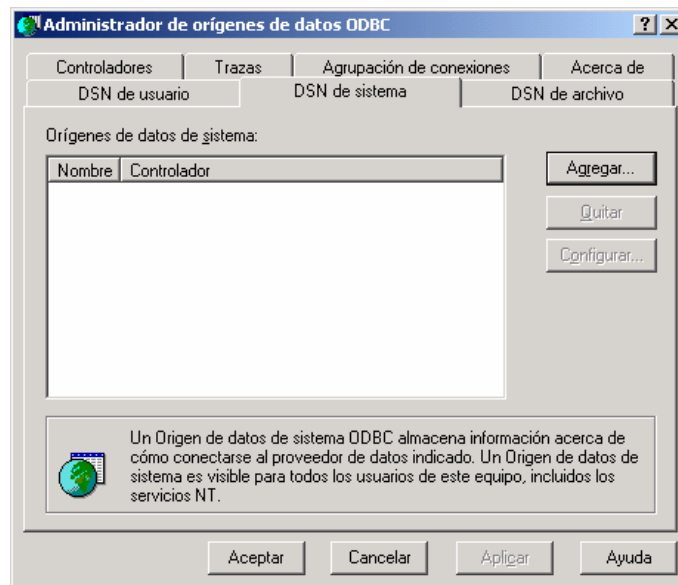 Administrador de orígenes de datos ODBC
Controladores Trazas Agrupación de conexiones Acerca de
DSN de usuario DSN de sistema DSN de archivo
Orígenes de datos de sistema:
Nombre Controlador
Agregar...
Quitar
Configurar...
Un Origen de datos de sistema ODBC almacena información acerca de
cómo conectarse al proveedor de datos indicado. Un Origen de datos de
sistema es visible para todos los usuarios de este equipo, incluidos los
servicios NT.
Aceptar Cancelar Aplicar Ayuda